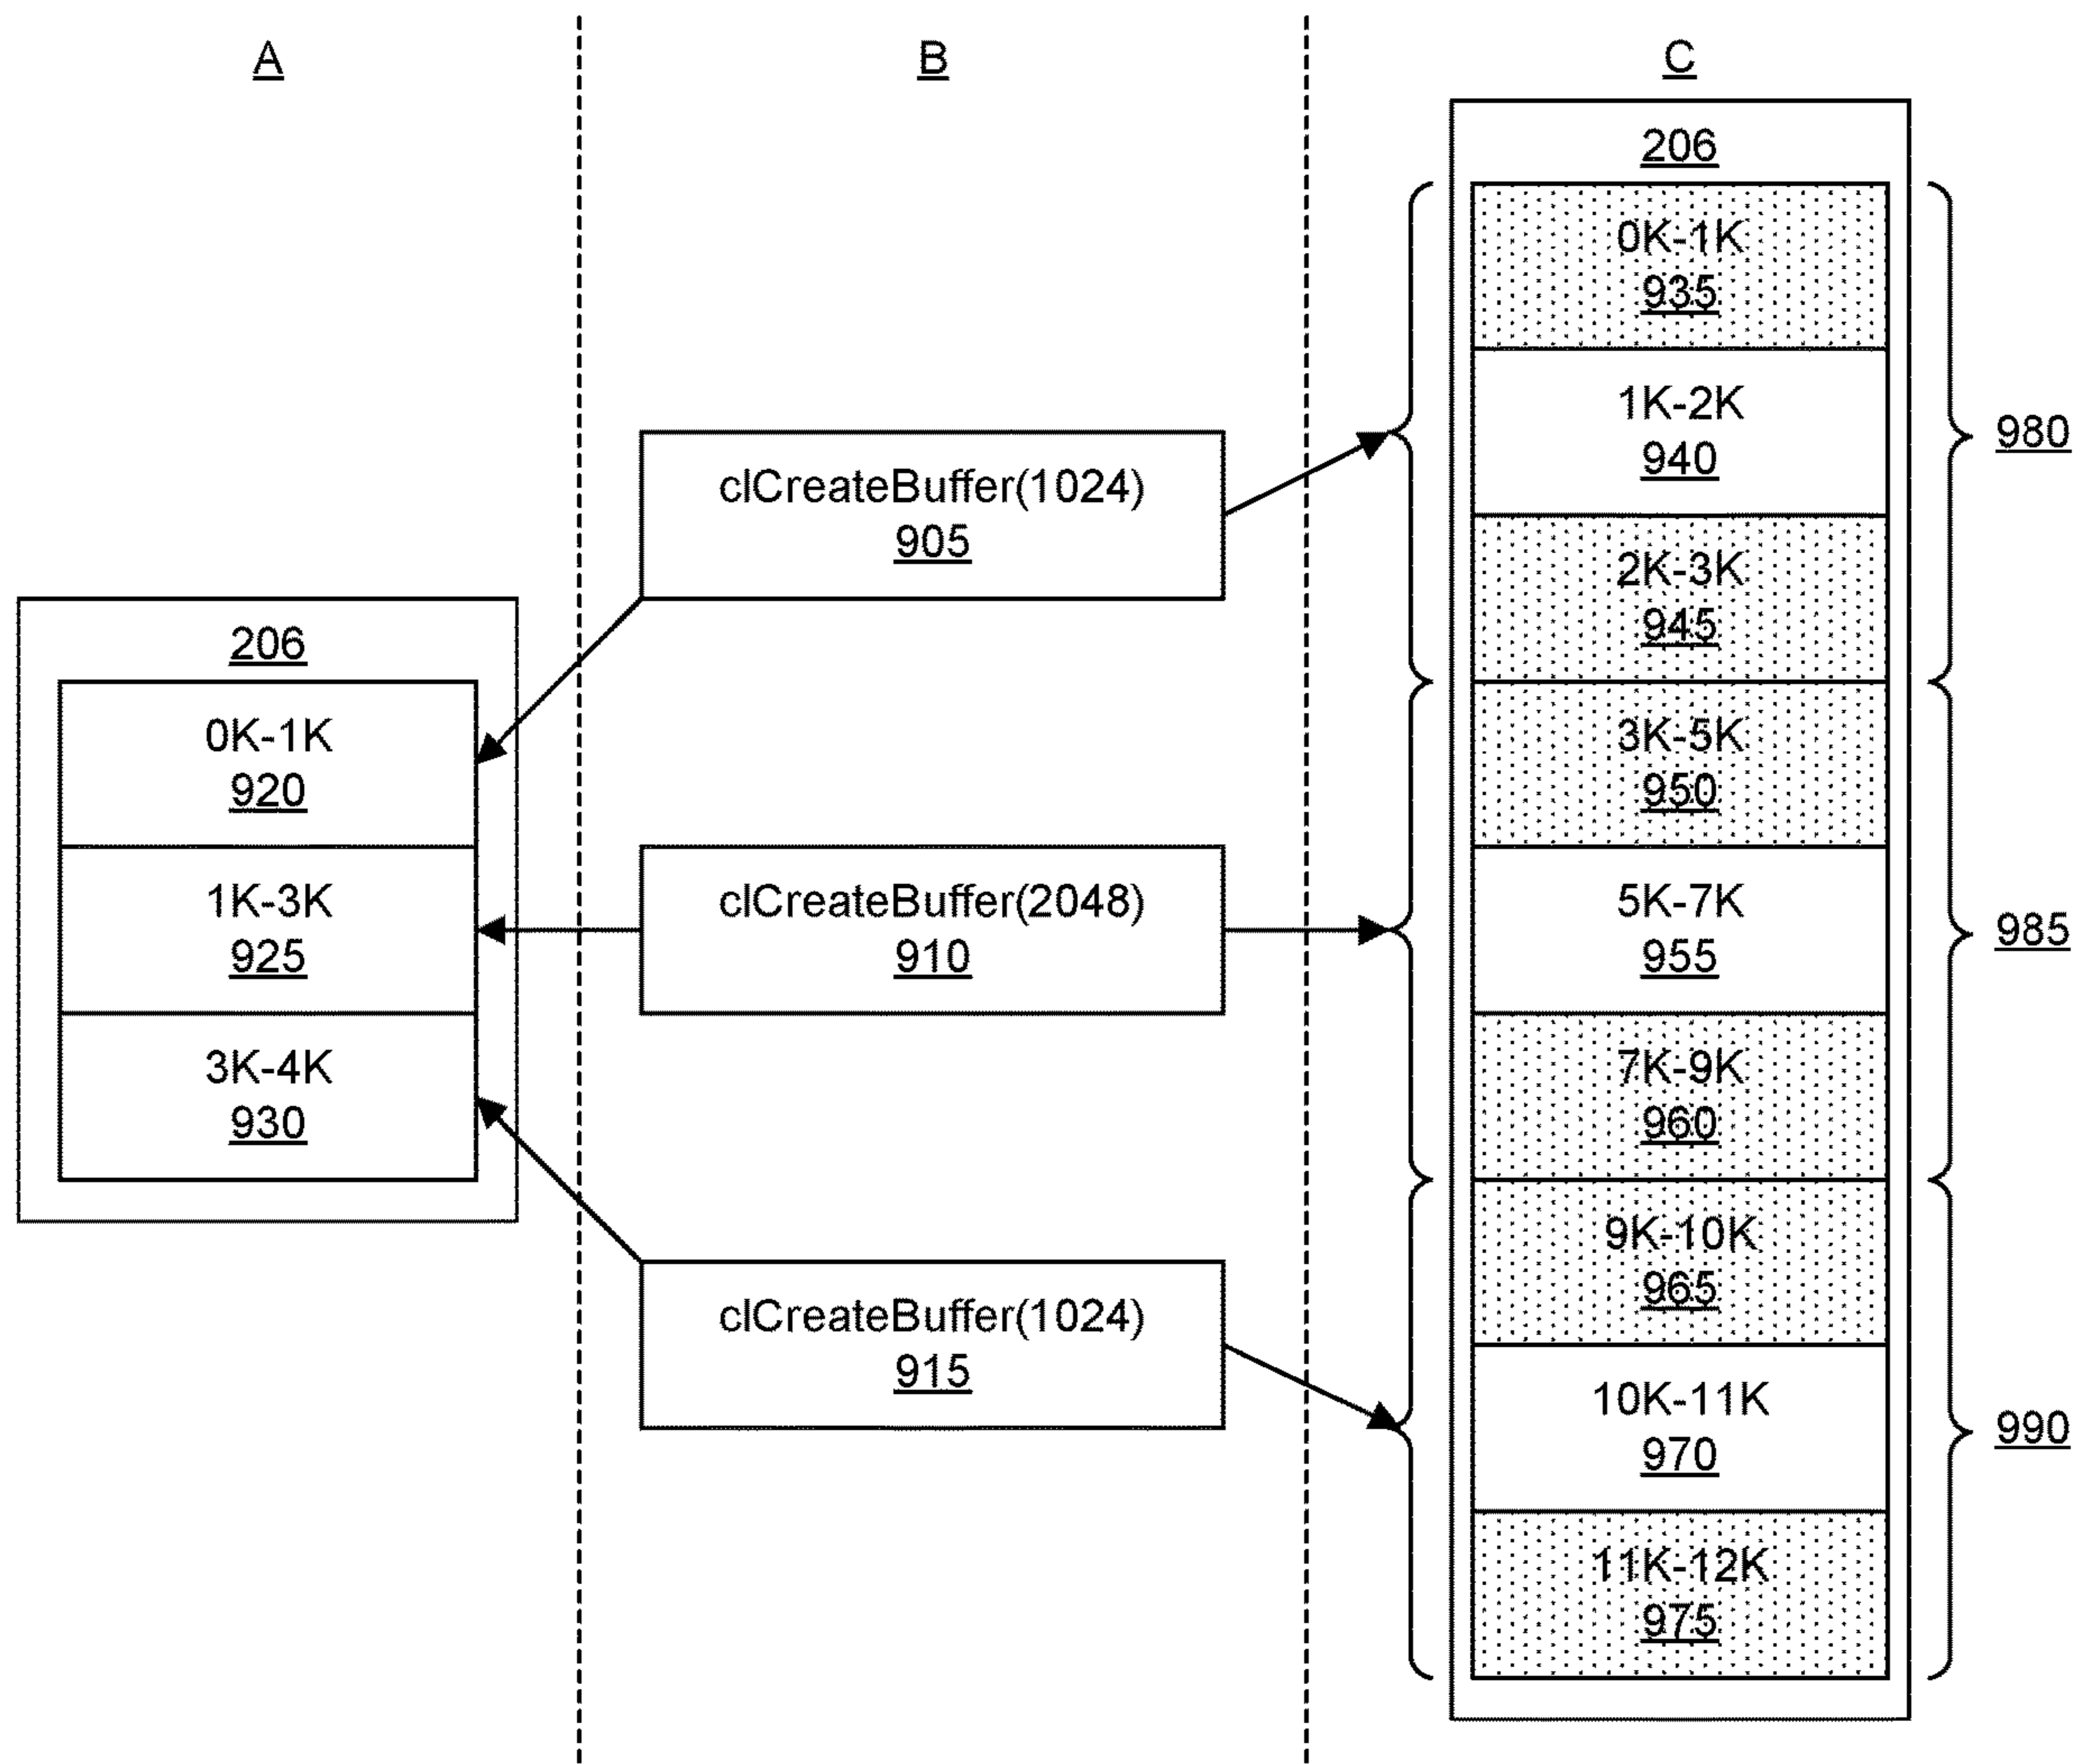 A
206
0K-1K
920
1K-3K
925
3K-4K
930
B
clCreateBuffer(1024)
905
clCreateBuffer(2048)
910
clCreateBuffer(1024)
915
C
206
0K-1K
935
1K-2K
940
2K-3K
945
3K-5K
950
5K-7K
955
7K-9K
960
9K-10K
965
10K-11K
970
11K-12K
975
980
985
990